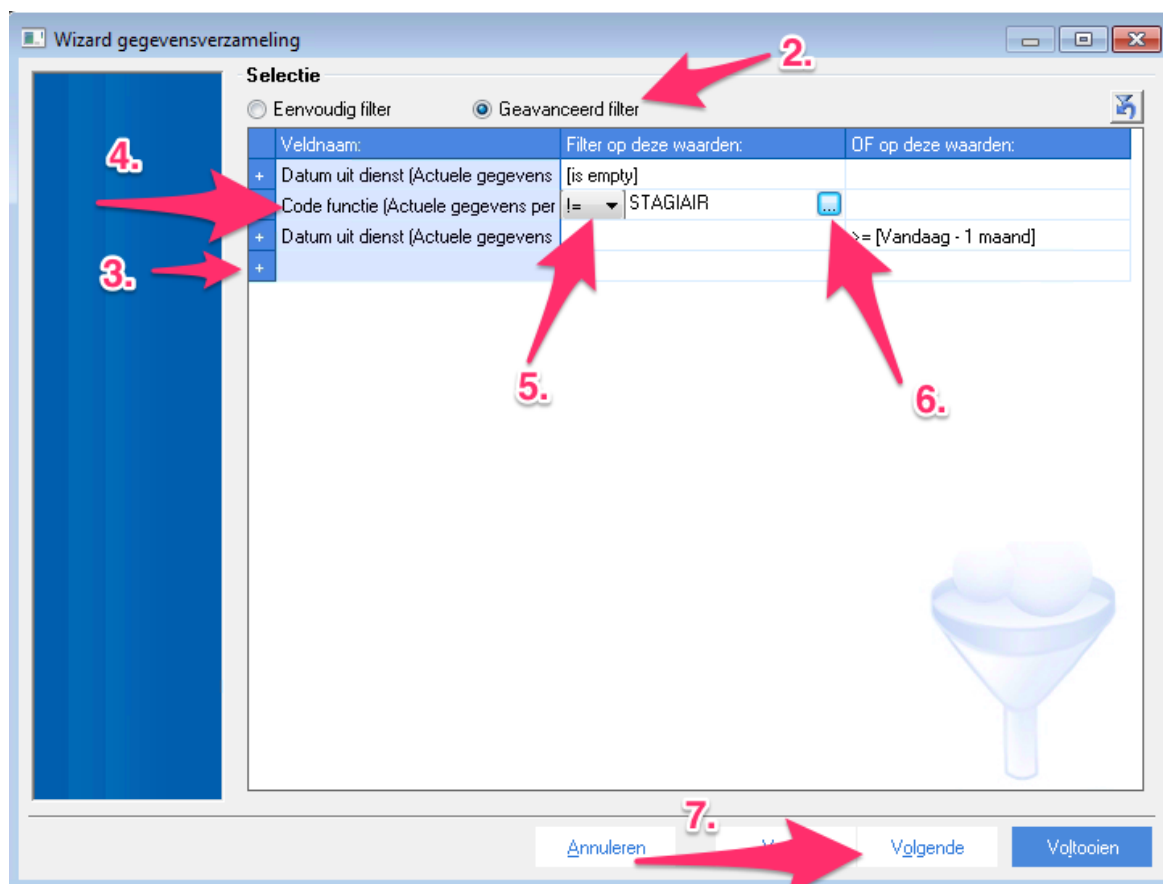 Wizard gegevensverzameling
2.
Selectie
Eenvoudig filter Geavanceerd filter
4.
Veldnaam: Filter op deze waarden: OF op deze waarden:
+ Datum uit dienst (Actuele gegevens [is empty]
Code functie (Actuele gegevens per != STAGIAIR ...
+ Datum uit dienst (Actuele gegevens >= [Vandaag - 1 maand]
3.
+
5.
6.
7.
Annuleren Volgende Voltooien